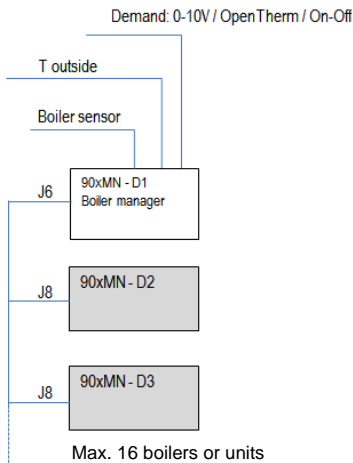 Demand: 0-10V / OpenTherm / On-Off
T outside
Boiler sensor
J6
90xMN - D1
Boiler manager
J8
90xMN - D2
J8
90xMN - D3
Max. 16 boilers or units